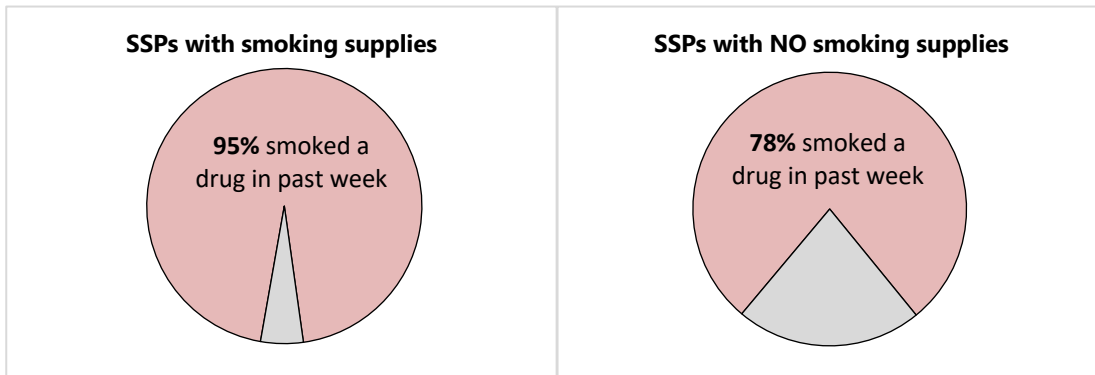 SSPs with smoking supplies
95% smoked a
drug in past week
SSPs with NO smoking supplies
78% smoked a
drug in past week